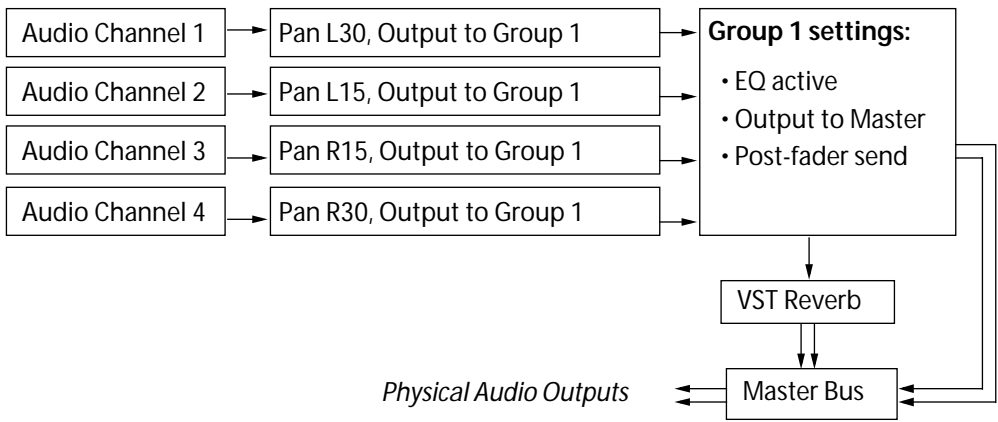 Audio Channel 1
Pan L30, Output to Group 1
Audio Channel 2
Pan L15, Output to Group 1
Audio Channel 3
Pan R15, Output to Group 1
Audio Channel 4
Pan R30, Output to Group 1
Group 1 settings:
• EQ active
• Output to Master
• Post-fader send
VST Reverb
Master Bus
Physical Audio Outputs